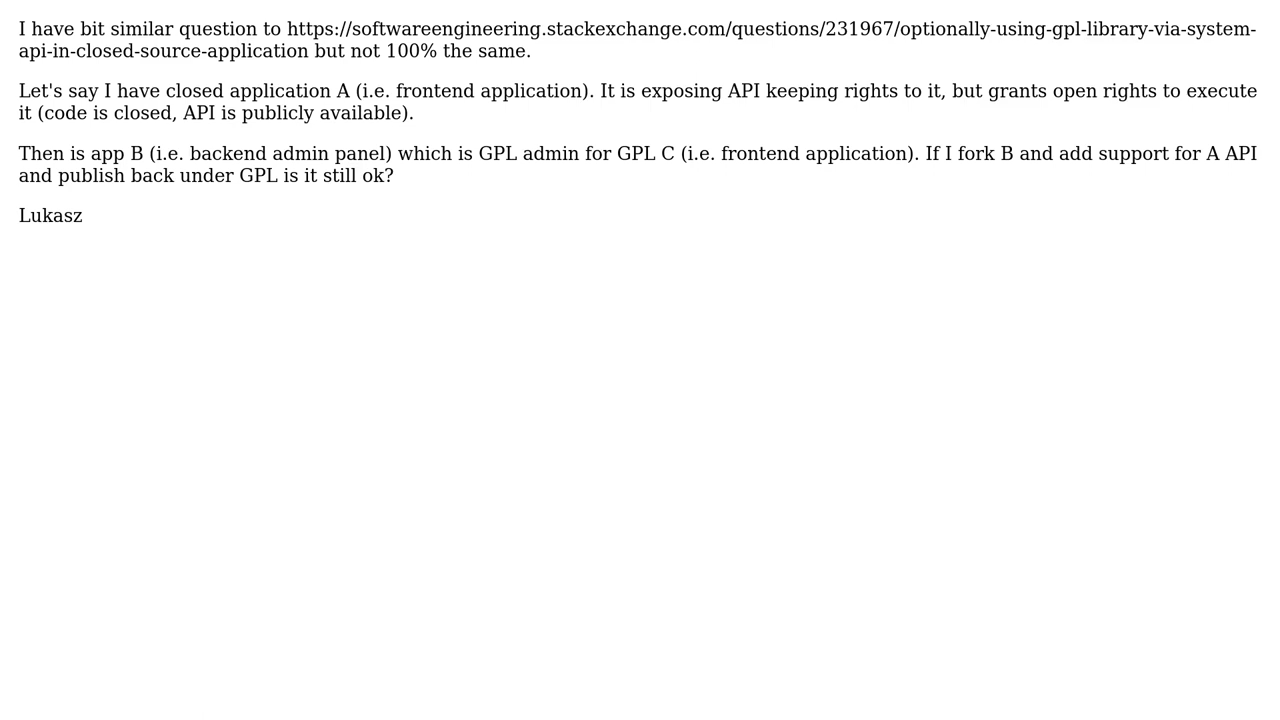 I have bit similar question to https://softwareengineering.stackexchange.com/questions/231967/optionally-using-gpl-library-via-system-
api-in-closed-source-application but not 100% the same.
Let's say I have closed application A (i.e. frontend application). It is exposing API keeping rights to it, but grants open rights to execute
it (code is closed, API is publicly available).
Then is app B (i.e. backend admin panel) which is GPL admin for GPL C (i.e. frontend application). If I fork B and add support for A API
and publish back under GPL is it still ok?
Lukasz